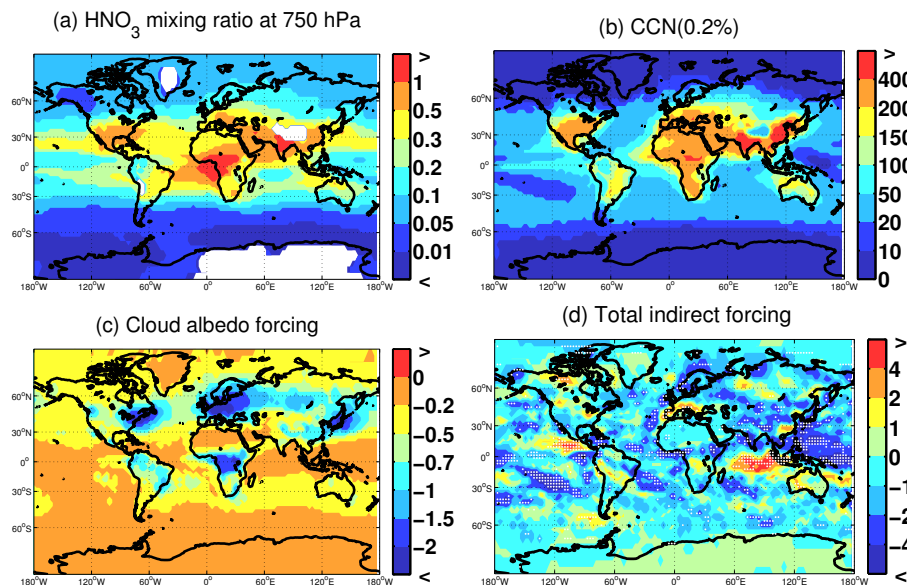 (a) HNO3 mixing ratio at 750 hPa
60°N
30°N
0°
30°S
60°S
180°W 120°W 60°W 0° 60°E 120°E 180°W
>
1
0.5
0.3
0.2
0.1
0.05
0.01
<
(b) CCN(0.2%)
60°N
30°N
0°
30°S
60°S
180°W 120°W 60°W 0° 60°E 120°E 180°W
>
400
200
150
100
50
20
10
0
(c) Cloud albedo forcing
60°N
30°N
0°
30°S
60°S
180°W 120°W 60°W 0° 60°E 120°E 180°W
>
0
−0.2
−0.5
−0.7
−1
−1.5
−2
<
(d) Total indirect forcing
60°N
30°N
0°
30°S
60°S
180°W 120°W 60°W 0° 60°E 120°E 180°W
>
4
2
1
0
−1
−2
−4
<